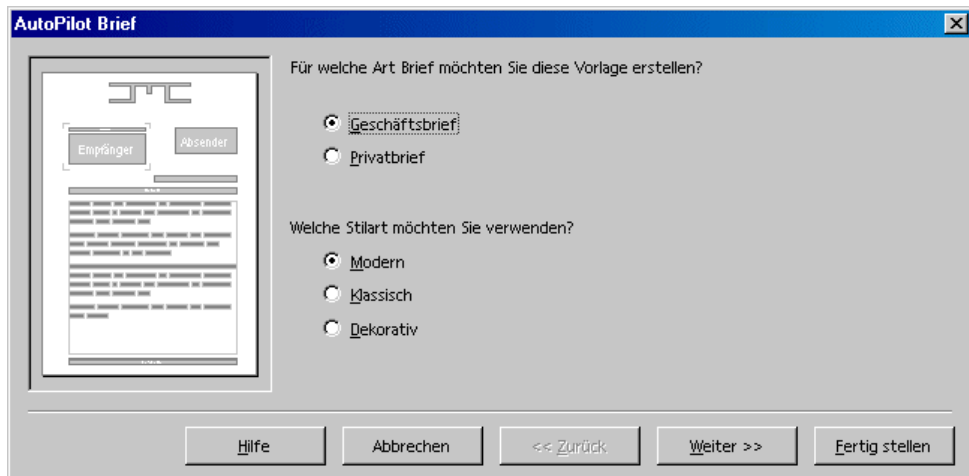 AutoPilot Brief
Für welche Art Brief möchten Sie diese Vorlage erstellen?
Geschäftsbrief
Privatbrief
Empfänger
Absender
Welche Stilart möchten Sie verwenden?
Modern
Klassisch
Dekorativ
Hilfe
Abbrechen
<< Zurück
Weiter >>
Fertig stellen